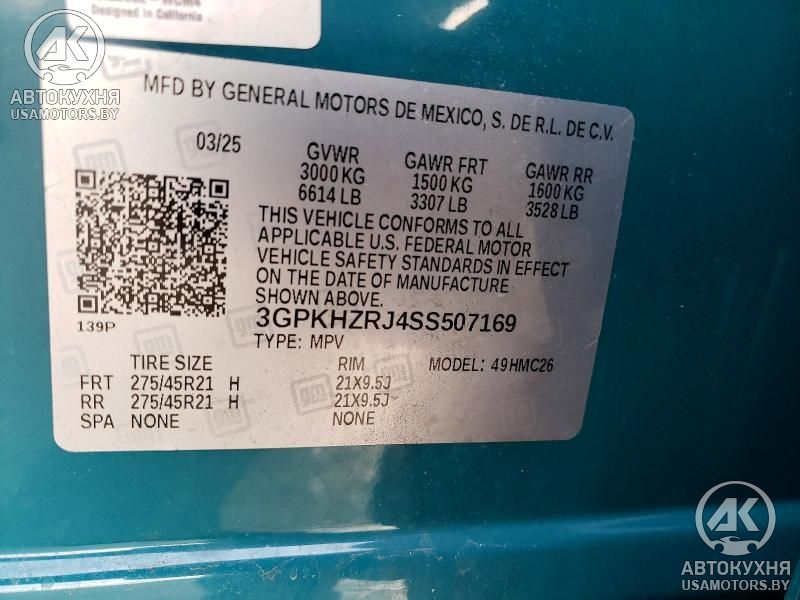 Designed in California
AK
АВТОКУХНЯ
USAMOTORS.BY
MFD BY GENERAL MOTORS DE MEXICO, S. DE R.L. DE C.V.
03/25 GVWR GAWR FRT GAWR RR
3000 KG 1500 KG 1600 KG
6614 LB 3307 LB 3528 LB
THIS VEHICLE CONFORMS TO ALL
APPLICABLE U.S. FEDERAL MOTOR
VEHICLE SAFETY STANDARDS IN EFFECT
ON THE DATE OF MANUFACTURE
SHOWN ABOVE.
139P
3GPKHZRJ4SS507169
TYPE: MPV
TIRE SIZE RIM MODEL: 49HMC26
FRT 275/45R21 H 21X9.5J
RR 275/45R21 H 21X9.5J
SPA NONE NONE
gm
AK
АВТОКУХНЯ
USAMOTORS.BY